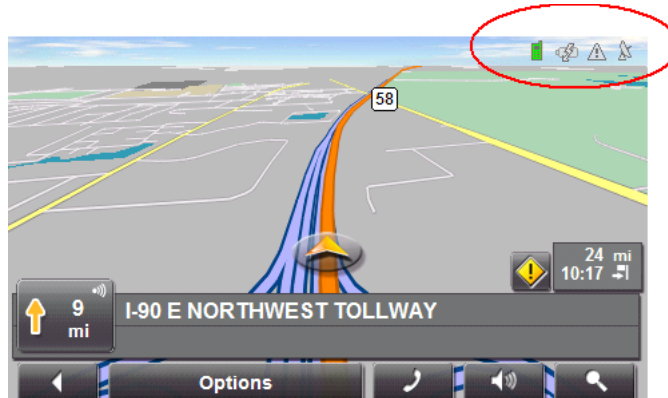 58
24 mi
10:17
9
mi
I-90 E NORTHWEST TOLLWAY
Options